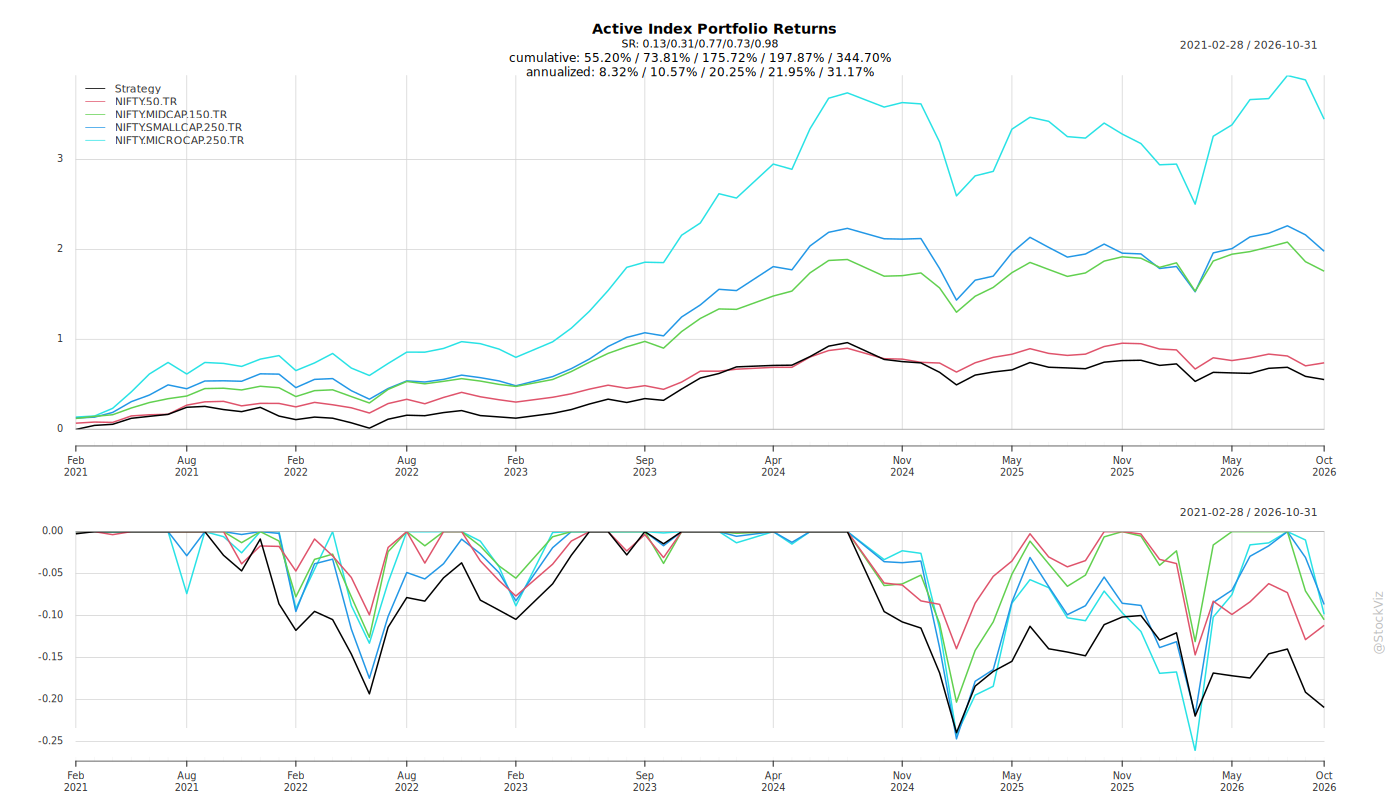 Active Index Portfolio Returns
SR: 0.13/0.31/0.77/0.73/0.98
2021-02-28 / 2026-10-31
cumulative: 55.20% / 73.81% / 175.72% / 197.87% / 344.70%
annualized: 8.32% / 10.57% / 20.25% / 21.95% / 31.17%
Strategy
NIFTY.50.TR
NIFTY.MIDCAP.150.TR
NIFTY.SMALLCAP.250.TR
NIFTY.MICROCAP.250.TR
3
2
1
0
Feb Aug Feb Aug Feb Sep Apr Nov May Nov May Oct
2021 2021 2022 2022 2023 2023 2024 2024 2025 2025 2026 2026
2021-02-28 / 2026-10-31
0.00
-0.05
-0.10
-0.15
-0.20
-0.25
Feb Aug Feb Aug Feb Sep Apr Nov May Nov May Oct
2021 2021 2022 2022 2023 2023 2024 2024 2025 2025 2026 2026
@StockViz